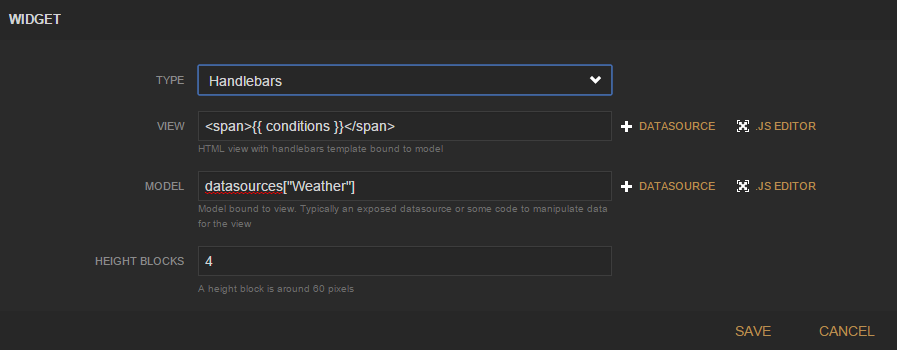 WIDGET
TYPE Handlebars
VIEW <span>{{ conditions }}</span> DATASOURCE .JS EDITOR
HTML view with handlebars template bound to model
MODEL datasources["Weather"] DATASOURCE .JS EDITOR
Model bound to view. Typically an exposed datasource or some code to manipulate data
for the view
HEIGHT BLOCKS 4
A height block is around 60 pixels
SAVE CANCEL